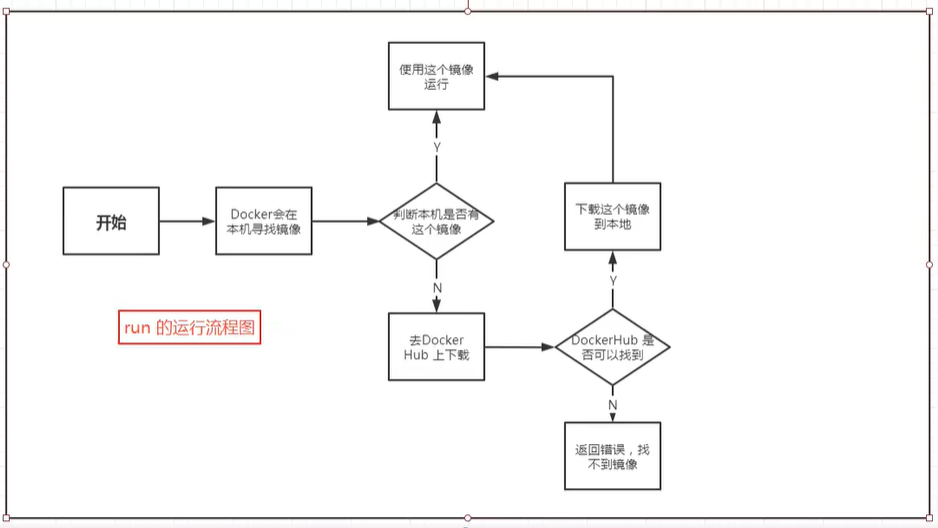 使用这个镜像
运行
Y
开始
Docker会在
本机寻找镜像
判断本机是否有
这个镜像
下载这个镜像
到本地
Y
N
run 的运行流程图
去Docker
Hub 上下载
DockerHub 是
否可以找到
N
返回错误，找
不到镜像